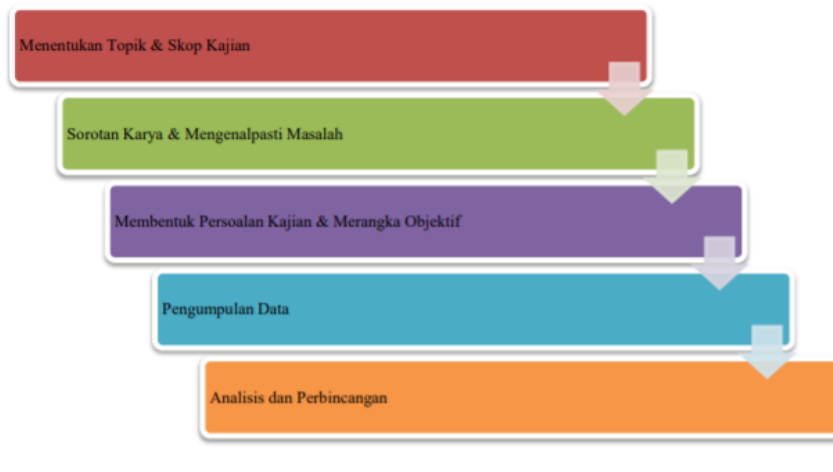 Menentukan Topik & Skop Kajian
Sorotan Karya & Mengenalpasti Masalah
Membentuk Persoalan Kajian & Merangka Objektif
Pengumpulan Data
Analisis dan Perbincangan